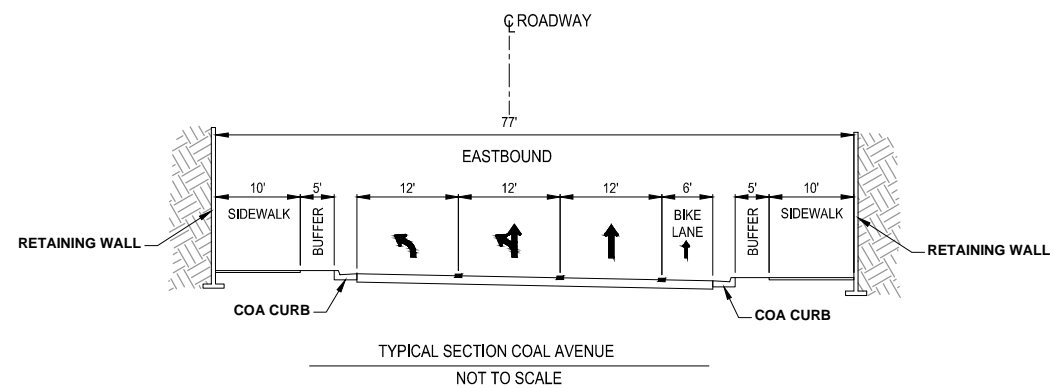 ℄ ROADWAY
77'
EASTBOUND
10' 5' 12' 12' 12' 6' 5' 10'
SIDEWALK BUFFER BIKE LANE BUFFER SIDEWALK
RETAINING WALL RETAINING WALL
COA CURB COA CURB
TYPICAL SECTION COAL AVENUE
NOT TO SCALE